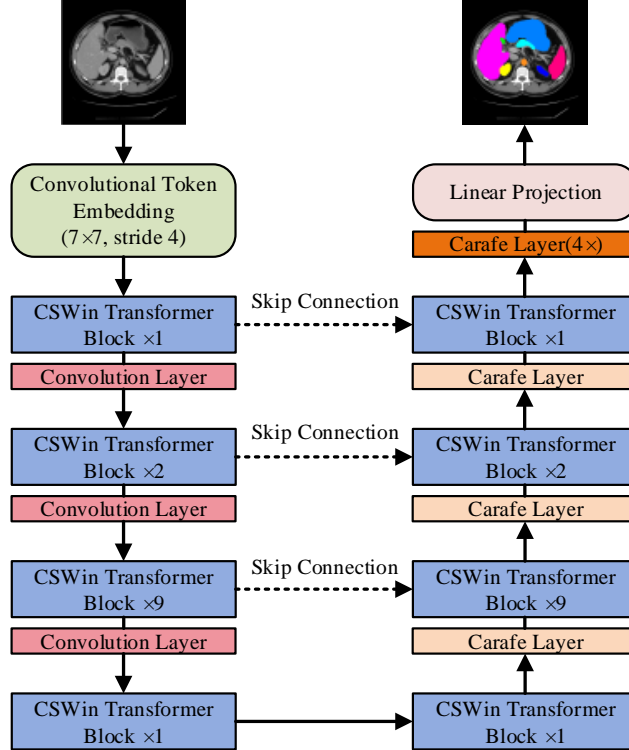 Convolutional Token
Embedding
(7×7, stride 4)
Linear Projection
Carafe Layer(4×)
CSWin Transformer
Block ×1
Skip Connection
CSWin Transformer
Block ×1
Convolution Layer
Carafe Layer
CSWin Transformer
Block ×2
Skip Connection
CSWin Transformer
Block ×2
Convolution Layer
Carafe Layer
CSWin Transformer
Block ×9
Skip Connection
CSWin Transformer
Block ×9
Convolution Layer
Carafe Layer
CSWin Transformer
Block ×1
CSWin Transformer
Block ×1